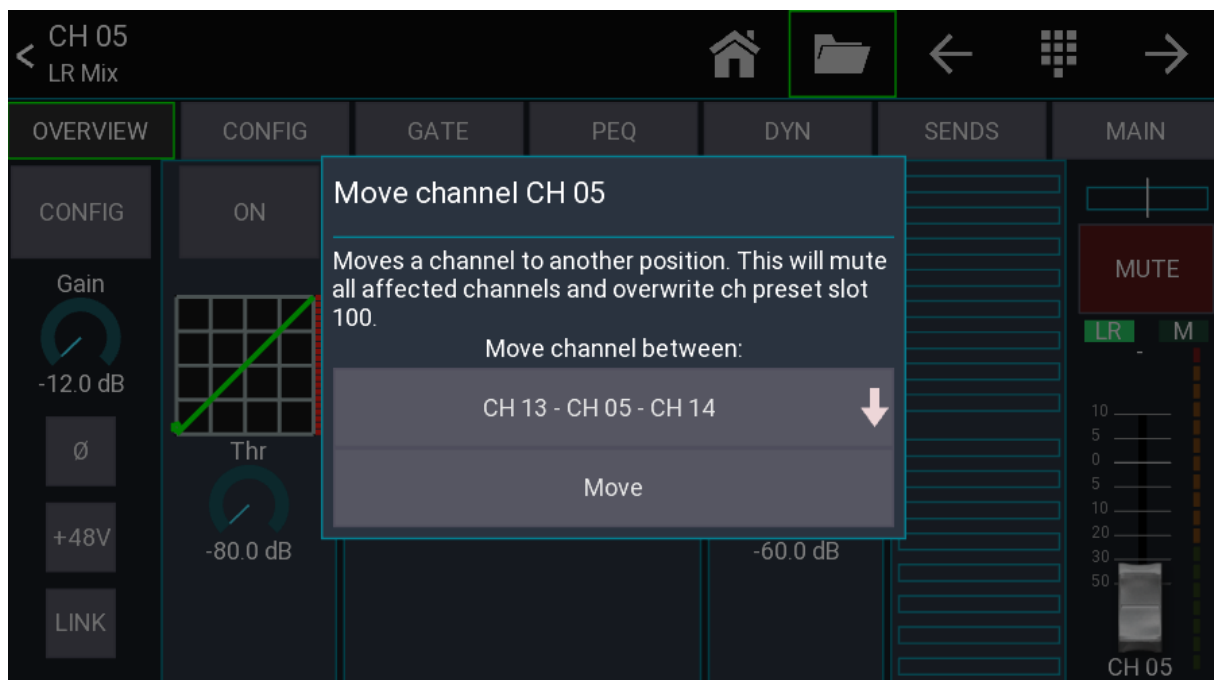 CH 05
LR Mix
OVERVIEW
CONFIG
GATE
PEQ
DYN
SENDS
MAIN
CONFIG
Gain
-12.0 dB
Ø
+48V
LINK
ON
Thr
-80.0 dB
Move channel CH 05
Moves a channel to another position. This will mute
all affected channels and overwrite ch preset slot
100.
Move channel between:
CH 13 - CH 05 - CH 14
Move
-60.0 dB
MUTE
LR M
-
10
5
0
5
10
20
30
50
CH 05